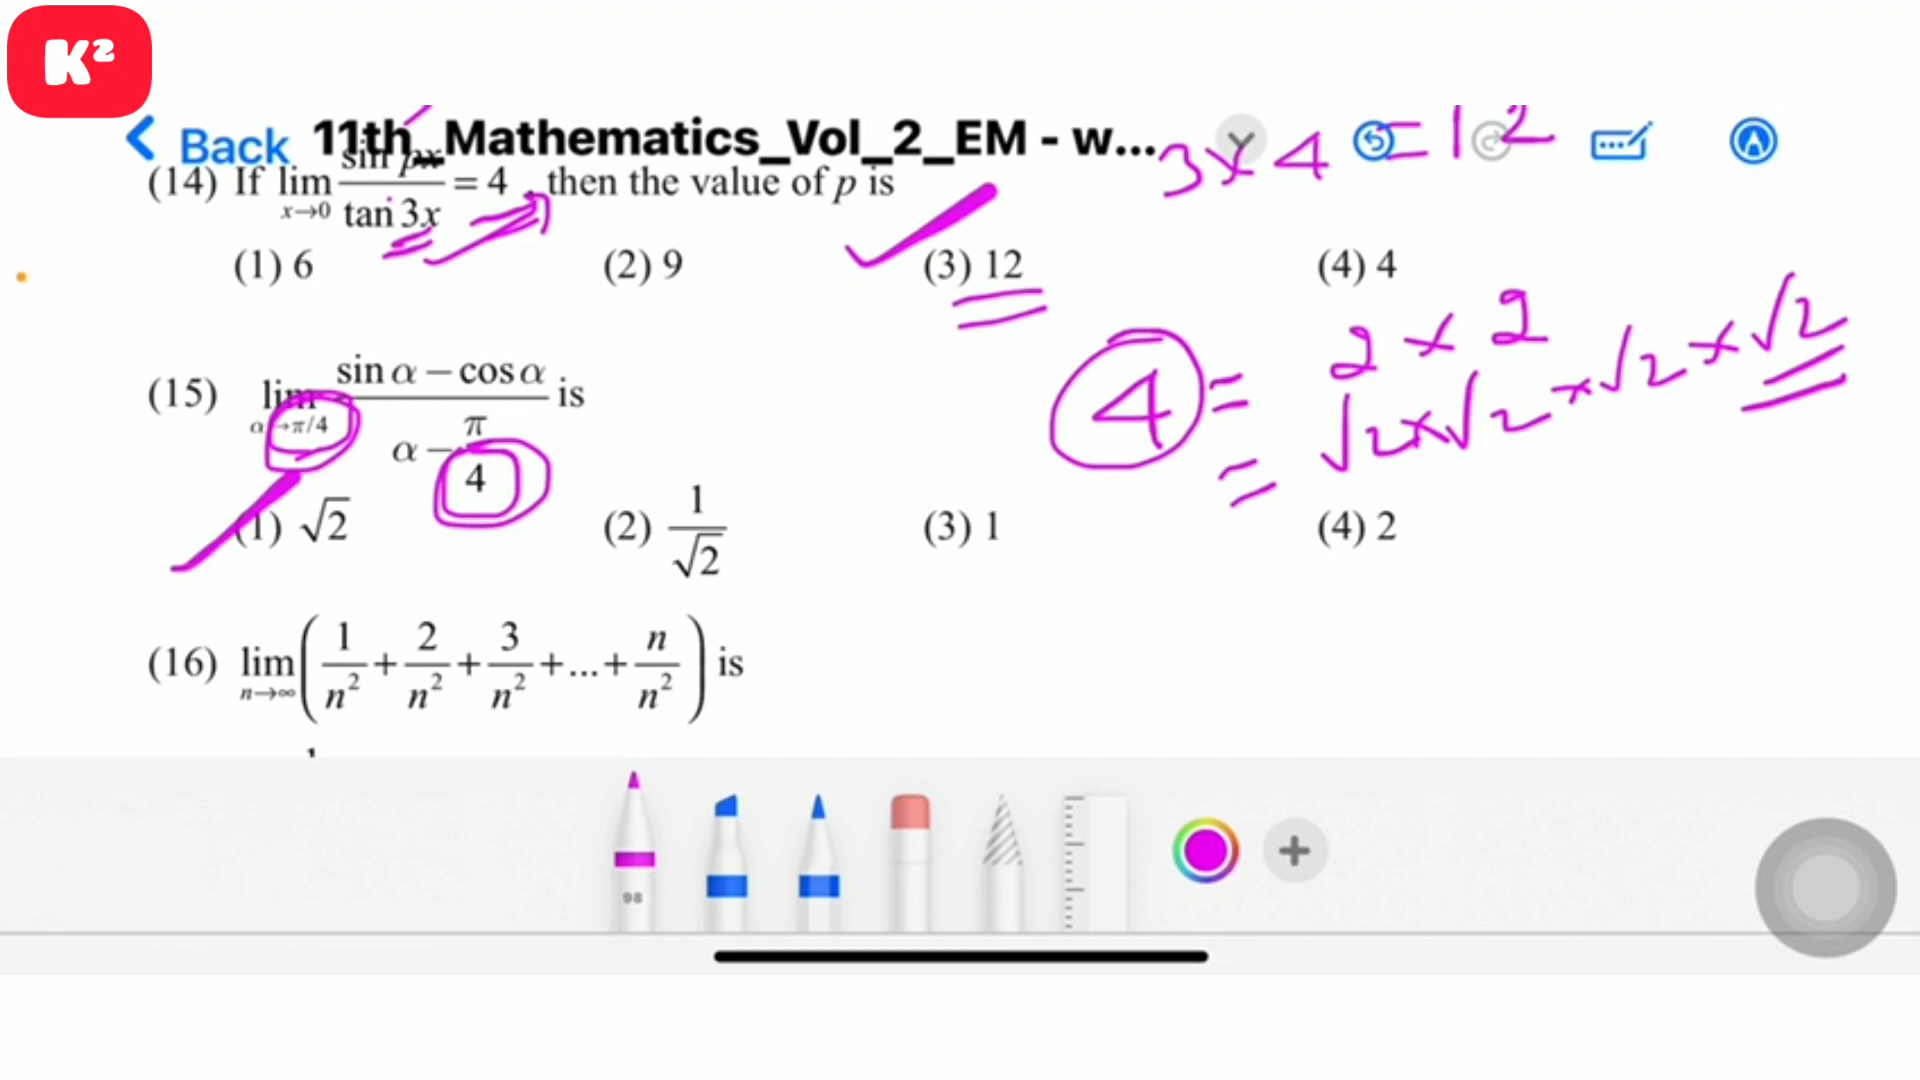 K²
Back 11th_Mathematics_Vol_2_EM - w...
3 x 4 = 12
(14) If lim x→0 sin px / tan 3x = 4 , then the value of p is
(1) 6 (2) 9 (3) 12 (4) 4
4 = 2 x 2
= √2 x √2 x √2 x √2
(15) lim α→π/4 sin α − cos α / α − π/4 is
(1) √2 (2) 1/√2 (3) 1 (4) 2
(16) lim n→∞ ( 1/n² + 2/n² + 3/n² + ... + n/n² ) is
98